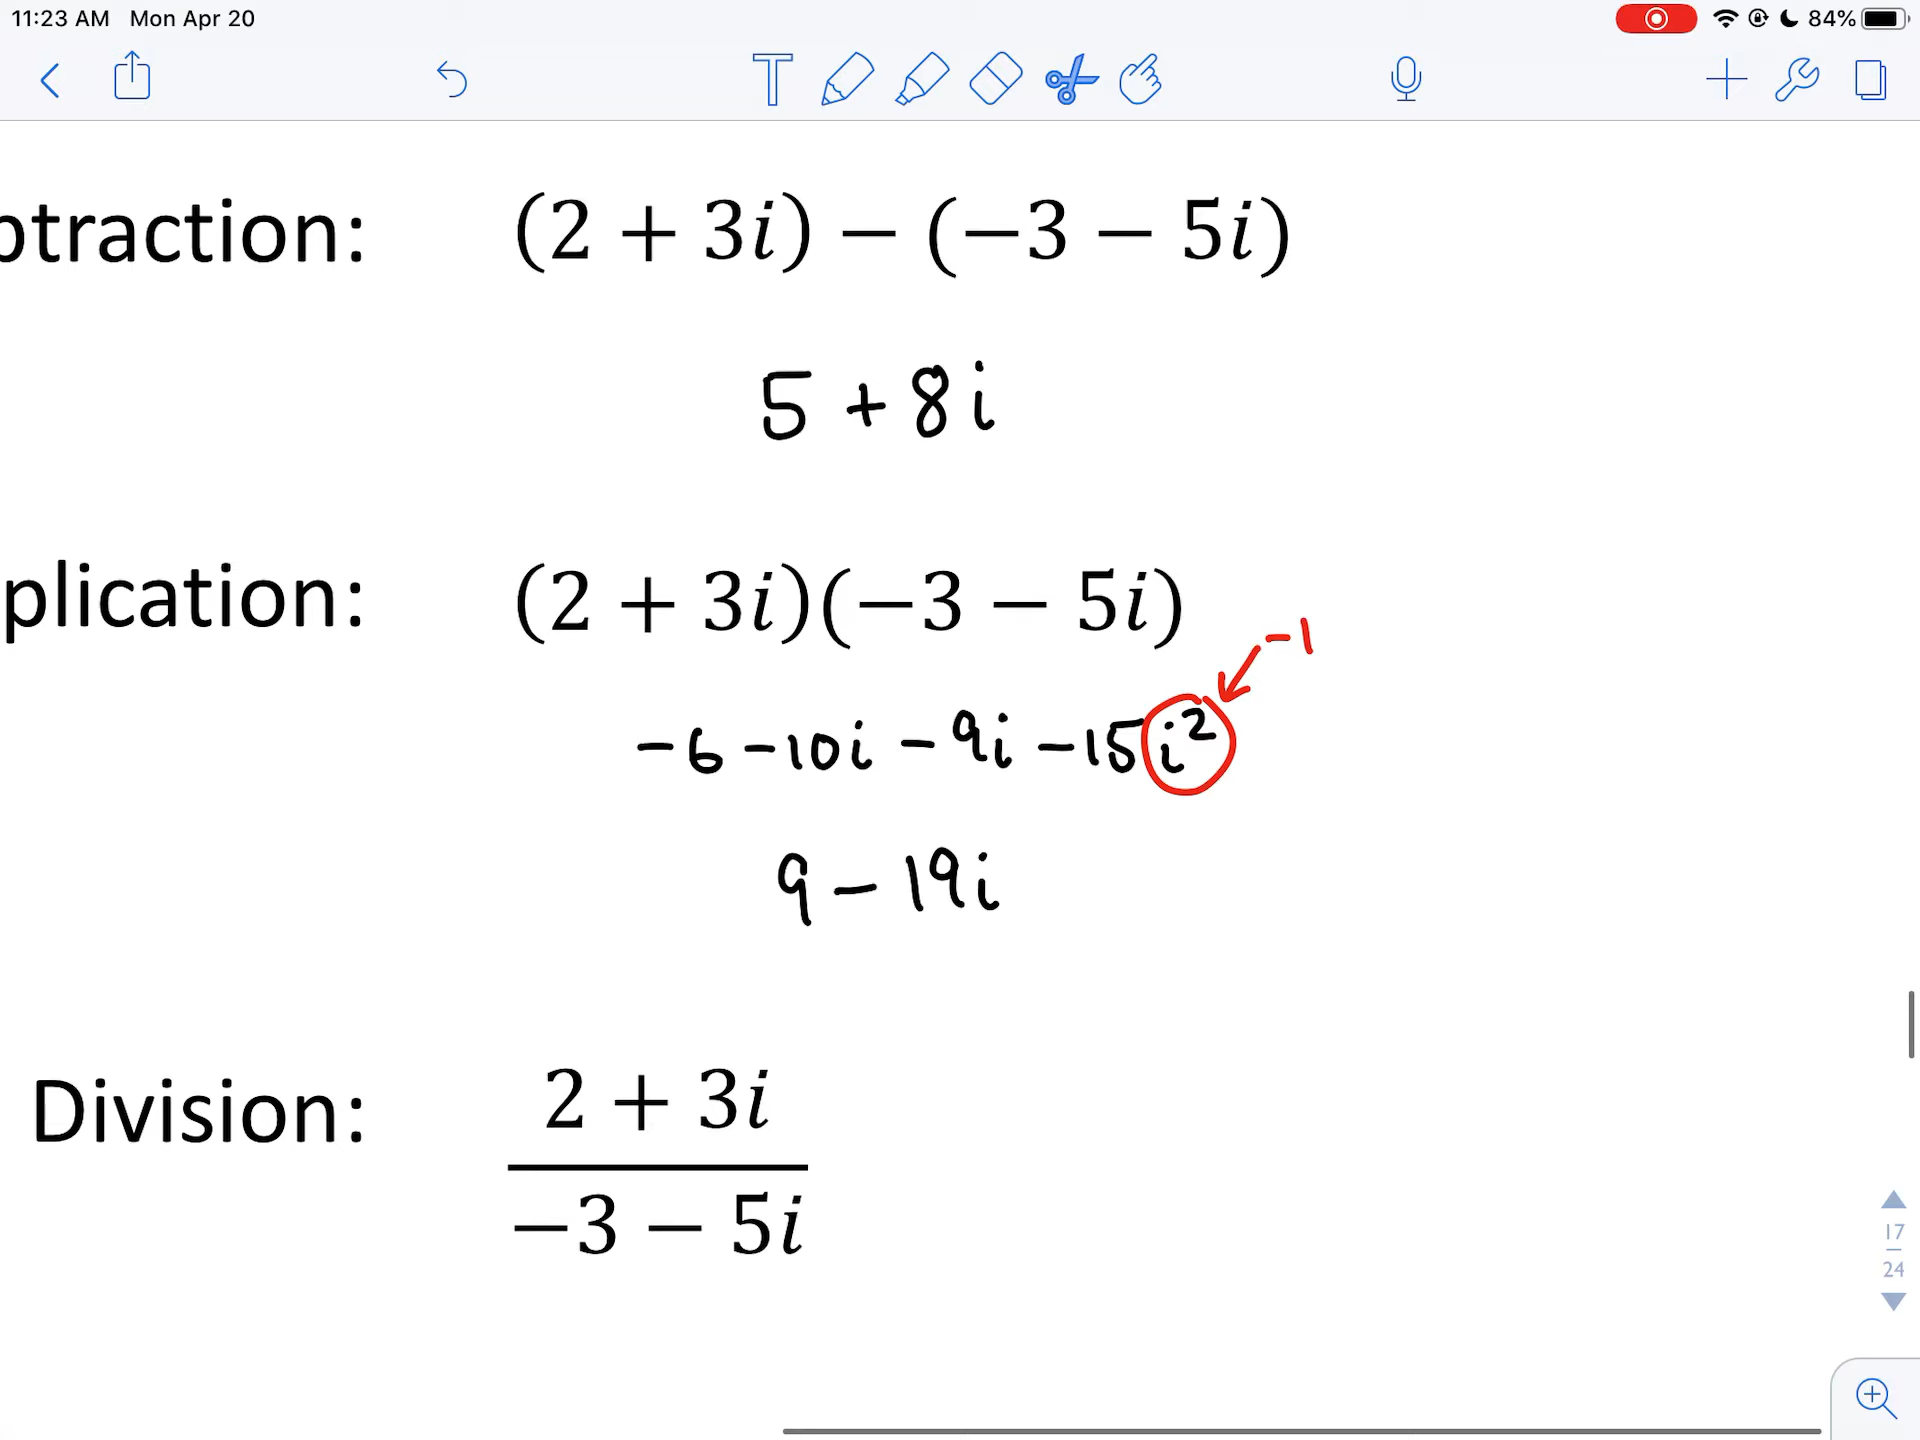 11:23 AM Mon Apr 20
84%
T
btraction: (2 + 3i) − (−3 − 5i)
5 + 8i
plication: (2 + 3i)(−3 − 5i)
-1
-6 -10i -9i -15i²
9 - 19i
Division: 2 + 3i
−3 − 5i
17
24